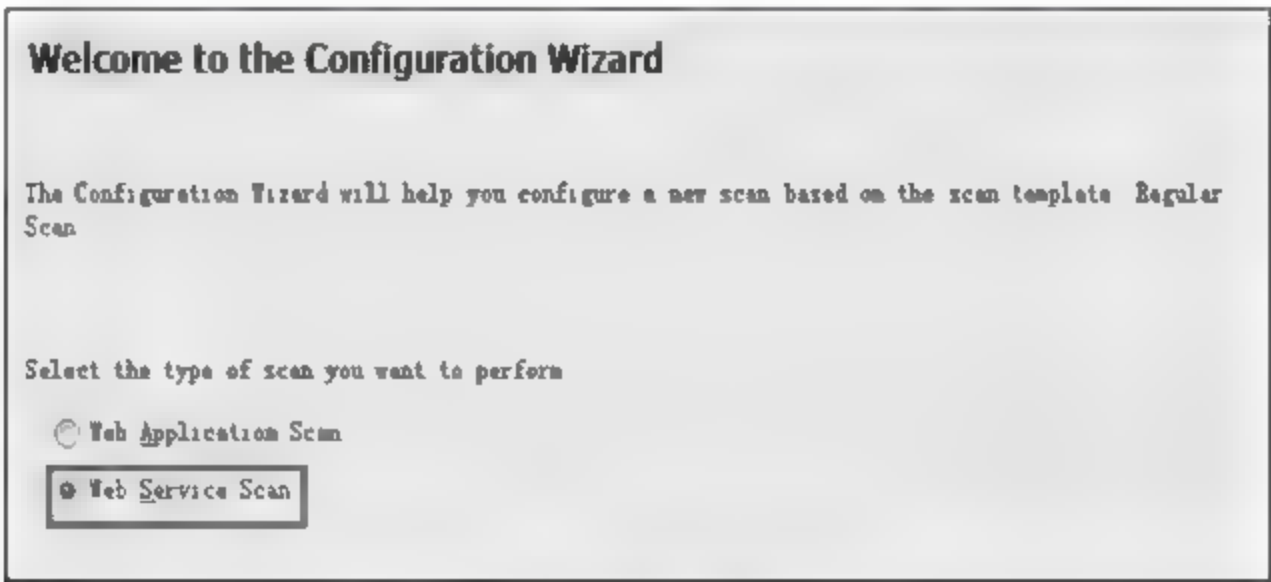 Welcome to the Configuration Wizard
The Configuration Wizard will help you configure a new scan based on the scan template Regular
Scan
Select the type of scan you want to perform
Web Application Scan
Web Service Scan